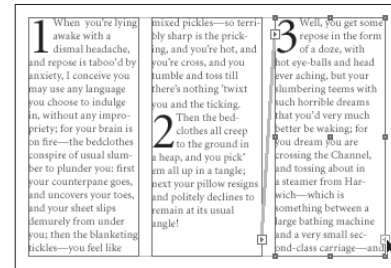 1 When you're lying
awake with a
dismal headache,
and repose is taboo'd by
anxiety, I conceive you
may use any language
you choose to indulge
in, without any impro-
priety; for your brain is
on fire—the bedclothes
conspire of usual slum-
ber to plunder you: first
your counterpane goes,
and uncovers your toes,
and your sheet slips
demurely from under
you; then the blanketing
tickles—you feel like
mixed pickles—so terri-
bly sharp is the prick-
ing, and you're hot, and
you're cross, and you
tumble and toss till
there's nothing 'twixt
you and the ticking.
2 Then the bed-
clothes all creep
to the ground in
a heap, and you pick'
em all up in a tangle;
next your pillow resigns
and politely declines to
remain at its usual
angle!
3 Well, you get some
repose in the form
of a doze, with
hot eye-balls and head
ever aching, but your
slumbering teems with
such horrible dreams
that you'd very much
better be waking; for
you dream you are
crossing the Channel,
and tossing about in
a steamer from Har-
wich—which is
something between a
large bathing machine
and a very small sec-
ond-class carriage—and